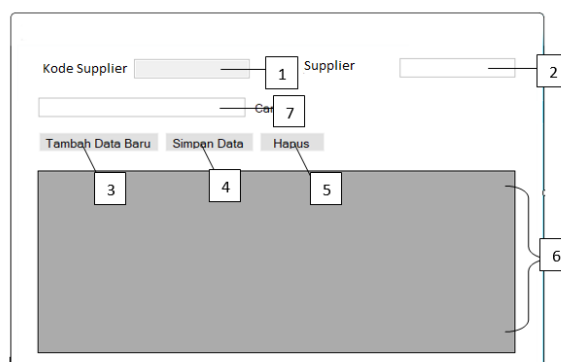 Kode Supplier
1
Supplier
2
7
Tambah Data Baru
Simpan Data
Hapus
3
4
5
6